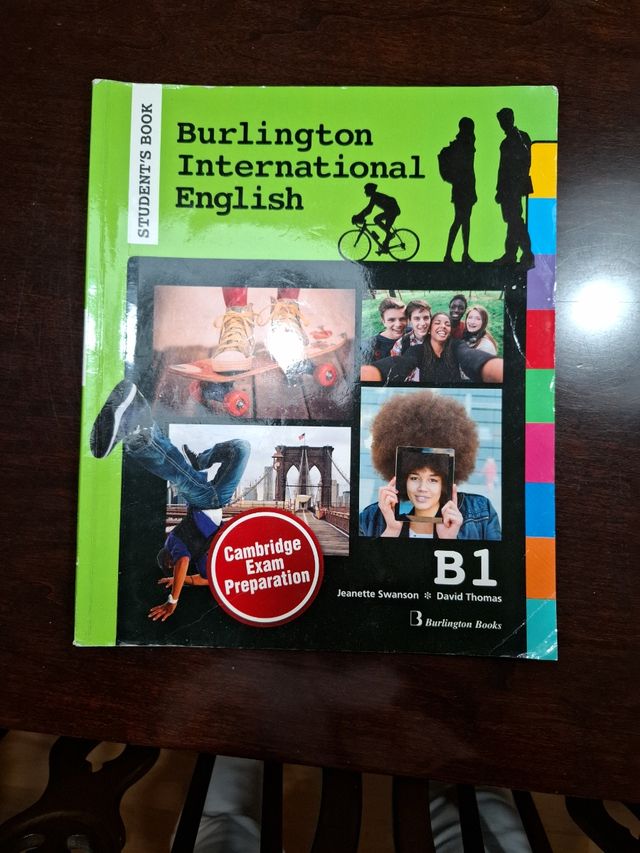 STUDENT'S BOOK
Burlington
International
English
Cambridge
Exam
Preparation
B1
Jeanette Swanson ❊ David Thomas
B Burlington Books